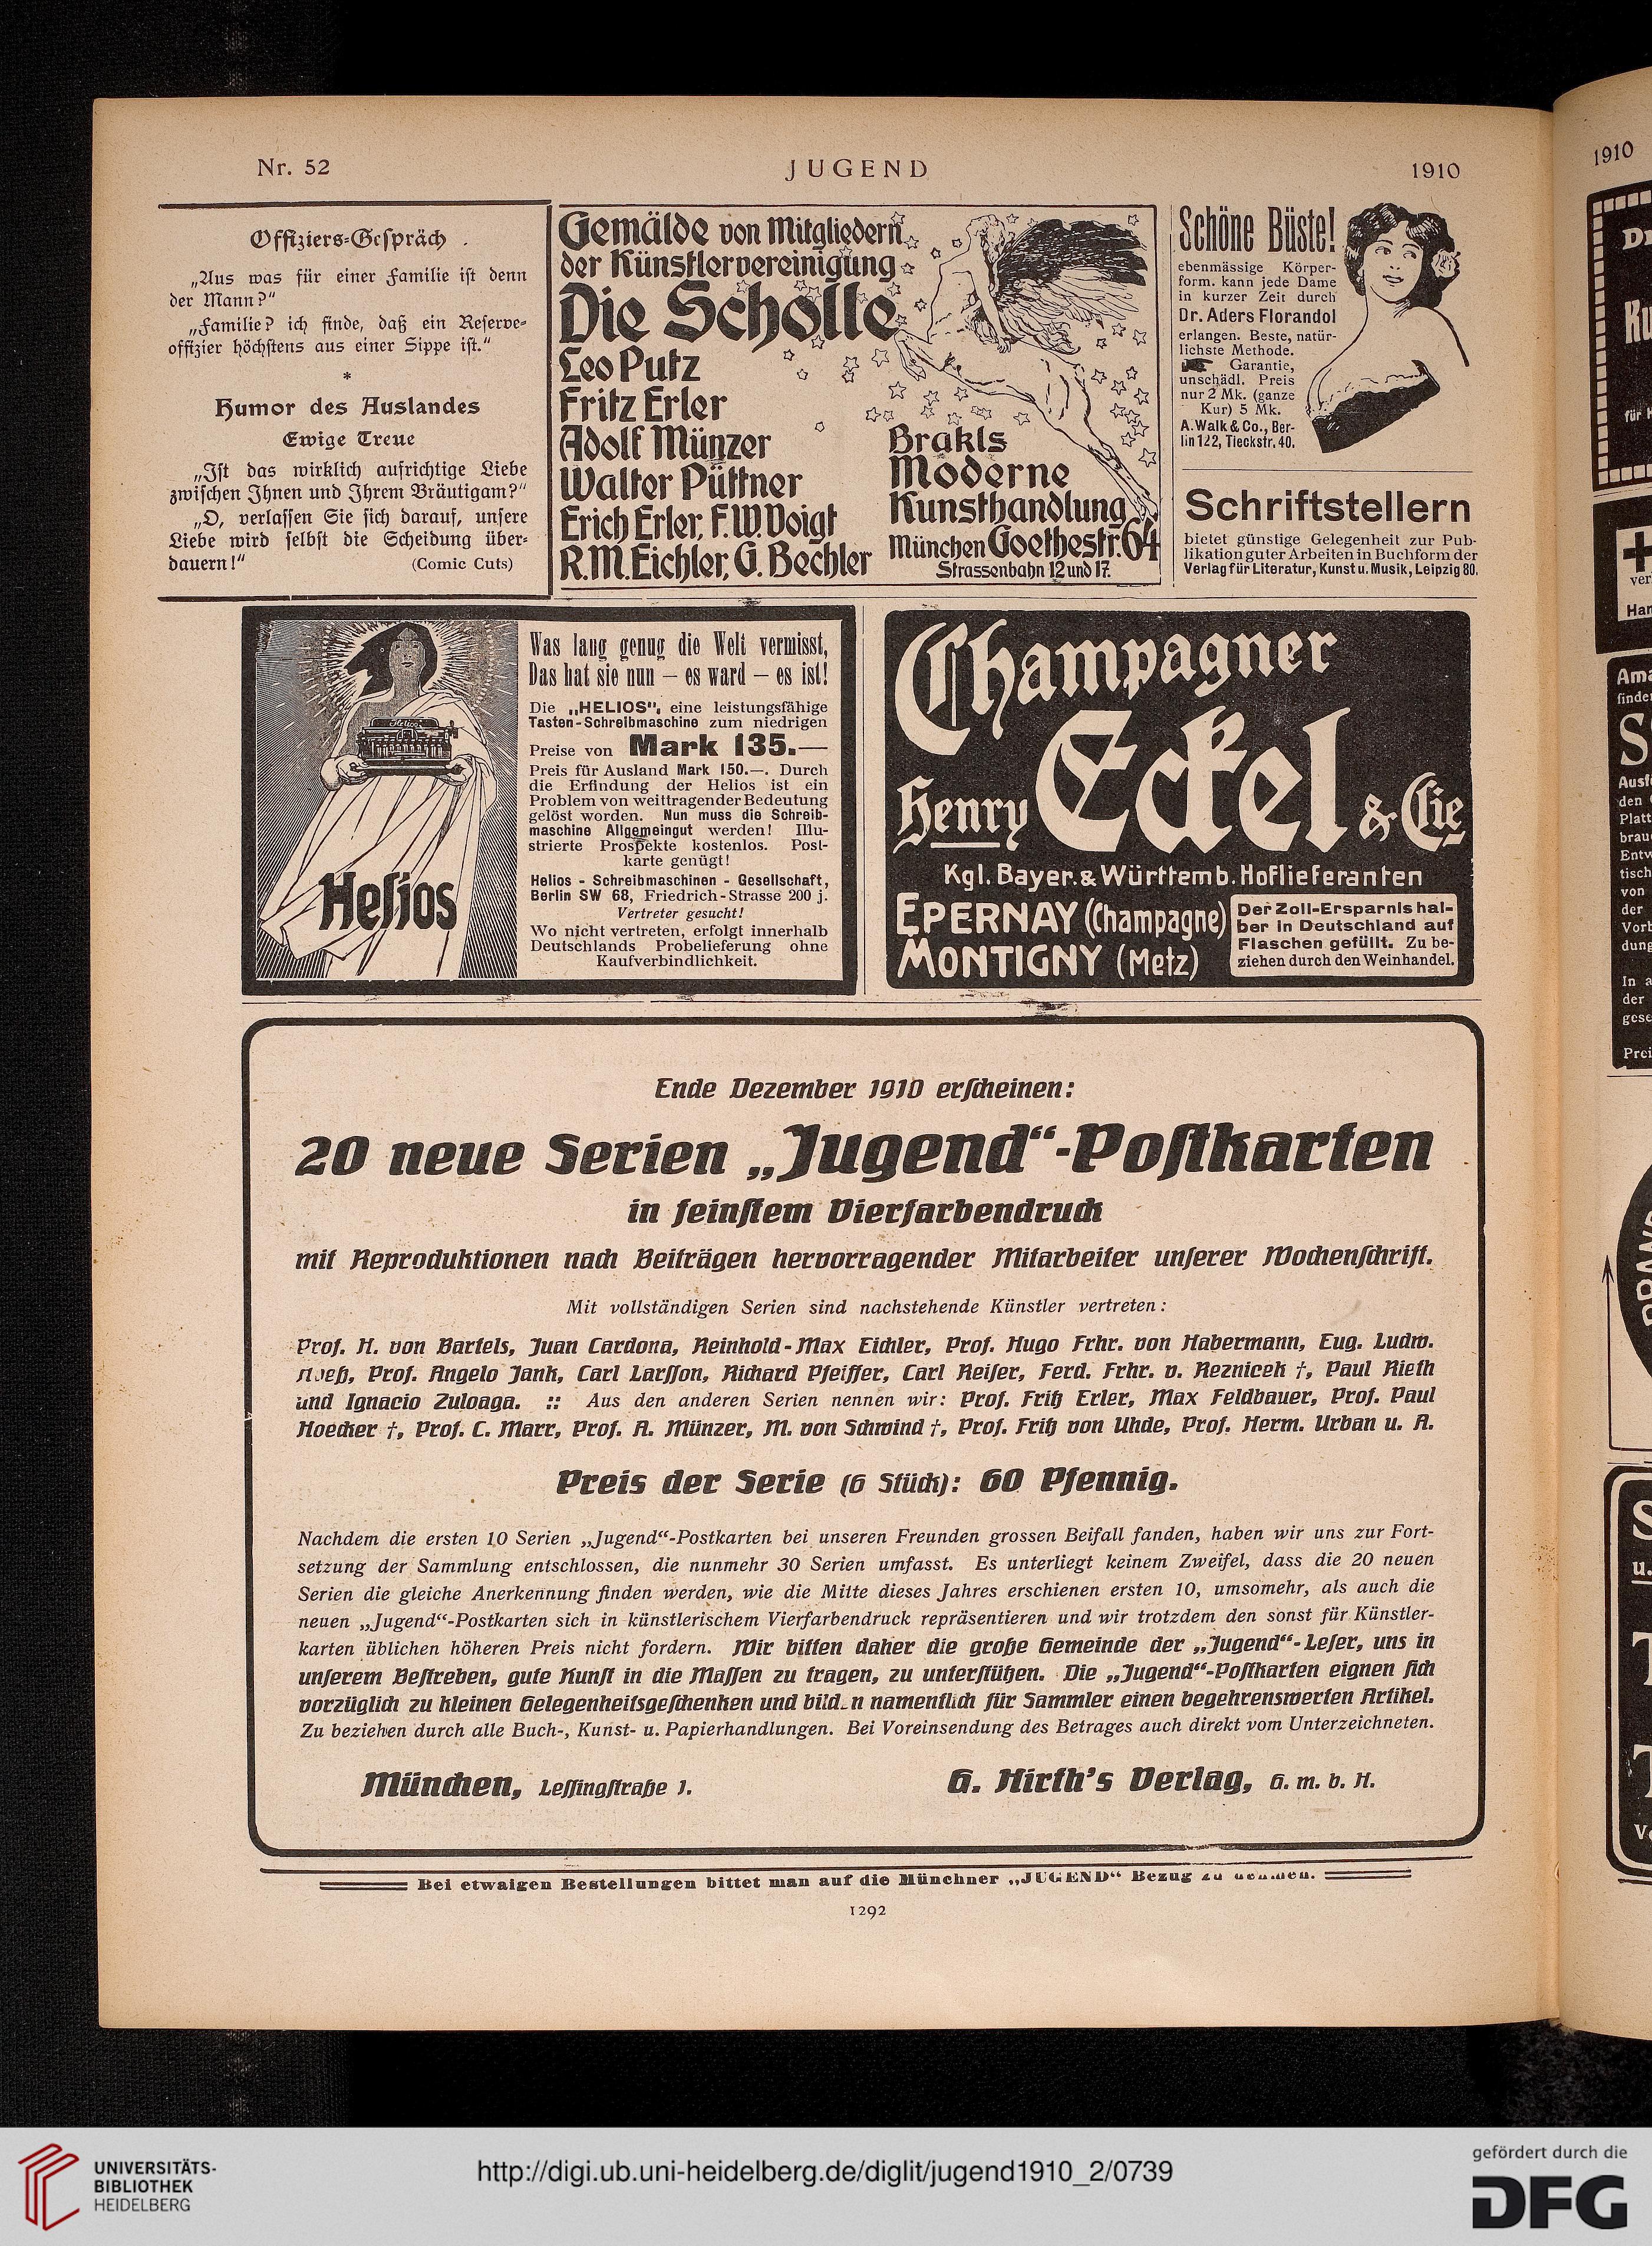 Nr. 52
JUGEND
1910
Offiziers-Gespräch
„Aus was für einer Familie ist denn
der Mann?"
„Familie? ich finde, daß ein Reserve-
offizier höchstens aus einer Sippe ist."
*
Humor des Auslandes
Ewige Treue
„Ist das wirklich aufrichtige Liebe
zwischen Ihnen und Ihrem Bräutigam?"
„O, verlassen Sie sich darauf, unsere
Liebe wird selbst die Scheidung über-
dauern!"
(Comic Cuts)
Gemälde von Mitgliedern
der Künstlervereinigung
Die Scholle
Leo Putz
Fritz Erler
Adolf Münzer
Walter Püttner
Erich Erler, F.W. Voigt
R.M. Eichler, G. Bechler
Brakls
Moderne
Kunsthandlung
München Goethestr. 64
Strassenbahn 12 und 17.
Schöne Büste!
ebenmässige Körper-
form. kann jede Dame
in kurzer Zeit durch
Dr. Aders Florandol
erlangen. Beste, natür-
lichste Methode.
Garantie,
unschädl. Preis
nur 2 Mk. (ganze
Kur) 5 Mk.
A. Walk & Co., Ber-
lin 122, Tieckstr. 40.
Schriftstellern
bietet günstige Gelegenheit zur Pub-
likation guter Arbeiten in Buchform der
Verlag für Literatur, Kunst u. Musik, Leipzig 80.
Helios
Helios
Was lang genug die Welt vermisst,
Das hat sie nun — es ward — es ist!
Die „HELIOS", eine leistungsfähige
Tasten-Schreibmaschine zum niedrigen
Preise von Mark 135.—
Preis für Ausland Mark 150.—. Durch
die Erfindung der Helios ist ein
Problem von weittragender Bedeutung
gelöst worden. Nun muss die Schreib-
maschine Allgemeingut werden! Illu-
strierte Prospekte kostenlos. Post-
karte genügt!
Helios - Schreibmaschinen - Gesellschaft,
Berlin SW 68, Friedrich-Strasse 200 j.
Vertreter gesucht!
Wo nicht vertreten, erfolgt innerhalb
Deutschlands Probelieferung ohne
Kaufverbindlichkeit.
Champagner
Henry Eckel & Cie
Kgl. Bayer. & Württemb. Hoflieferanten
EPERNAY (Champagne)
MONTIGNY (Metz)
Der Zoll-Ersparnis hal-
ber in Deutschland auf
Flaschen gefüllt. Zu be-
ziehen durch den Weinhandel.
Ende Dezember 1910 erscheinen:
20 neue Serien „Jugend"-Postkarten
in feinstem Vierfarbendruck
mit Reproduktionen nach Beiträgen hervorragender Mitarbeiter unserer Wochenschrift.
Mit vollständigen Serien sind nachstehende Künstler vertreten:
Prof. H. von Bartels, Juan Cardona, Reinhold-Max Eichler, Prof. Hugo Frhr. von Habermann, Eug. Ludw.
Hoeß, Prof. Angelo Jank, Carl Larsson, Richard Pfeiffer, Carl Reiser, Ferd. Frhr. v. Reznicek †, Paul Rieth
und Ignacio Zuloaga. :: Aus den anderen Serien nennen wir: Prof. Fritz Erler, Max Feldbauer, Prof. Paul
Hoecker †, Prof. C. Marr, Prof. A. Münzer, M. von Schwind †, Prof. Fritz von Uhde, Prof. Herm. Urban u. A.
Preis der Serie (6 Stück): 60 Pfennig.
Nachdem die ersten 10 Serien „Jugend"-Postkarten bei unseren Freunden grossen Beifall fanden, haben wir uns zur Fort-
setzung der Sammlung entschlossen, die nunmehr 30 Serien umfasst. Es unterliegt keinem Zweifel, dass die 20 neuen
Serien die gleiche Anerkennung finden werden, wie die Mitte dieses Jahres erschienen ersten 10, umsomehr, als auch die
neuen „Jugend"-Postkarten sich in künstlerischem Vierfarbendruck repräsentieren und wir trotzdem den sonst für Künstler-
karten üblichen höheren Preis nicht fordern. Wir bitten daher die große Gemeinde der „Jugend"-Leser, uns in
unserem Bestreben, gute Kunst in die Massen zu tragen, zu unterstützen. Die „Jugend"-Postkarten eignen sich
vorzüglich zu kleinen Gelegenheitsgeschenken und bilden namentlich für Sammler einen begehrenswerten Artikel.
Zu beziehen durch alle Buch-, Kunst- u. Papierhandlungen. Bei Voreinsendung des Betrages auch direkt vom Unterzeichneten.
München, Lessingstraße 1.
G. Hirth's Verlag, G. m. b. H.
Bei etwaigen Bestellungen bittet man auf die Münchner „JUGEND" Bezug zu nehmen.
1292
1910
für
ver
Har
Ama
finde
Ausf
den
Platt
brau
Entw
tisch
von
der
Vorb
dung
In a
der
gese
Prei
u.
UNIVERSITÄTS-
BIBLIOTHEK
HEIDELBERG
http://digi.ub.uni-heidelberg.de/diglit/jugend1910_2/0739
gefördert durch die
DFG